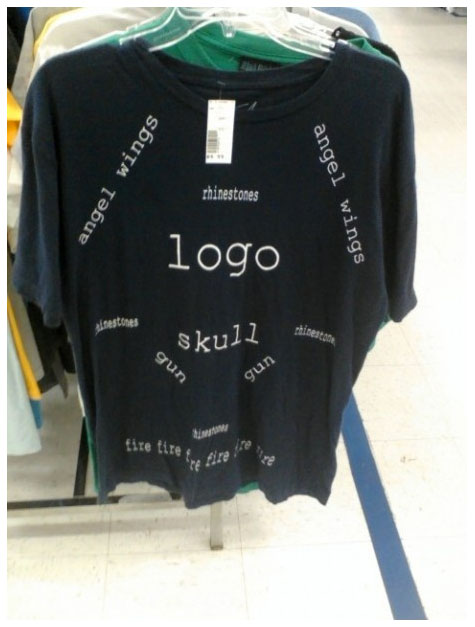 angel wings
angel wings
rhinestones
logo
rhinestones
skull
rhinestones
gun
gun
rhinestones
fire fire fire fire fire fire